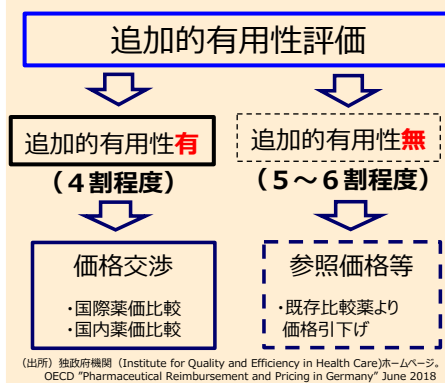 追加的有用性評価
追加的有用性有
追加的有用性無
(４割程度)
(５～６割程度)
価格交渉
・国際薬価比較
・国内薬価比較
参照価格等
・既存比較薬より
価格引下げ
(出所) 独政府機関（Institute for Quality and Efficiency in Health Care)ホームページ。
OECD "Pharmaceutical Reimbursement and Pricing in Germany" June 2018